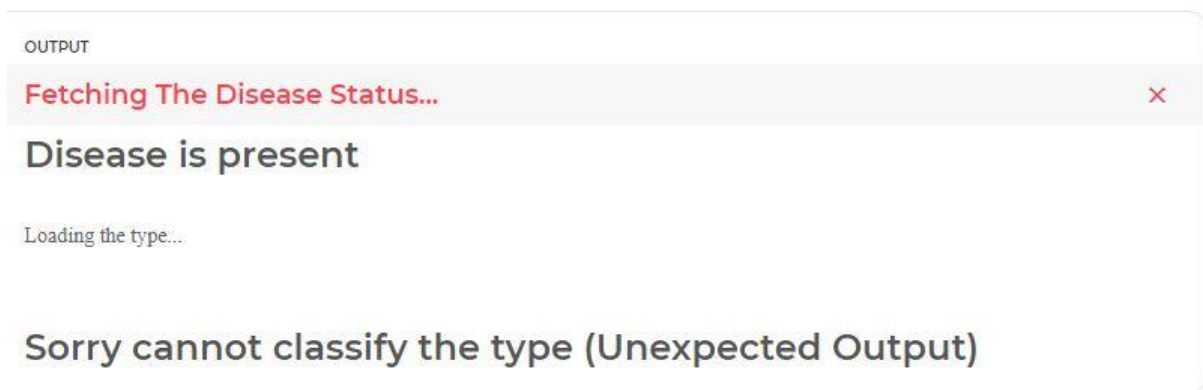 OUTPUT
Fetching The Disease Status...
Disease is present
Loading the type...
Sorry cannot classify the type (Unexpected Output)